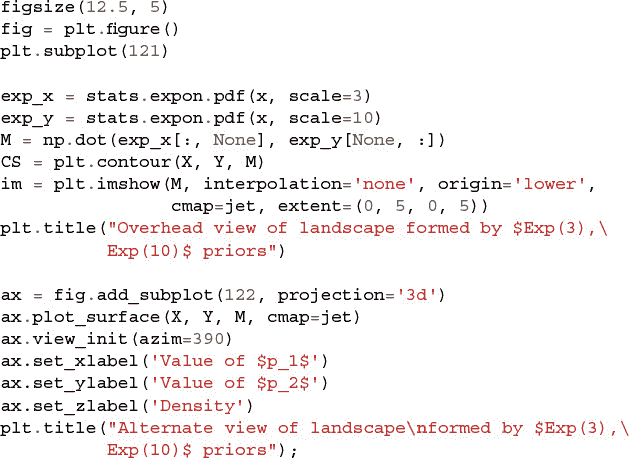 figsize(12.5, 5)
fig = plt.figure()
plt.subplot(121)
exp_x = stats.expon.pdf(x, scale=3)
exp_y = stats.expon.pdf(x, scale=10)
M = np.dot(exp_x[:, None], exp_y[None, :])
CS = plt.contour(X, Y, M)
im = plt.imshow(M, interpolation='none', origin='lower',
cmap=jet, extent=(0, 5, 0, 5))
plt.title("Overhead view of landscape formed by $Exp(3),\
Exp(10)$ priors")
ax = fig.add_subplot(122, projection='3d')
ax.plot_surface(X, Y, M, cmap=jet)
ax.view_init(azim=390)
ax.set_xlabel('Value of $p_1$')
ax.set_ylabel('Value of $p_2$')
ax.set_zlabel('Density')
plt.title("Alternate view of landscape\nformed by $Exp(3),\
Exp(10)$ priors");